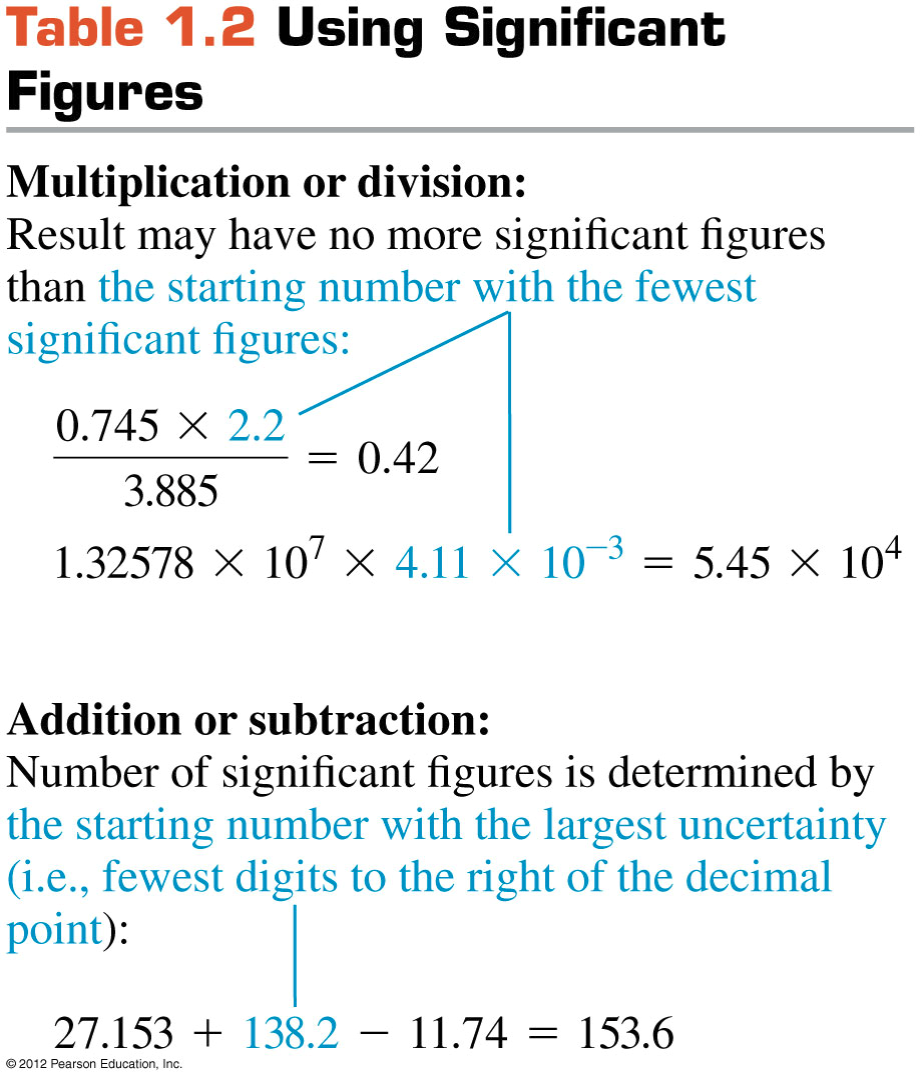 Table 1.2 Using Significant
Figures
Multiplication or division:
Result may have no more significant figures
than the starting number with the fewest
significant figures:
0.745 × 2.2
3.885
= 0.42
1.32578 × 10⁷ × 4.11 × 10⁻³ = 5.45 × 10⁴
Addition or subtraction:
Number of significant figures is determined by
the starting number with the largest uncertainty
(i.e., fewest digits to the right of the decimal
point):
27.153 + 138.2 − 11.74 = 153.6
© 2012 Pearson Education, Inc.